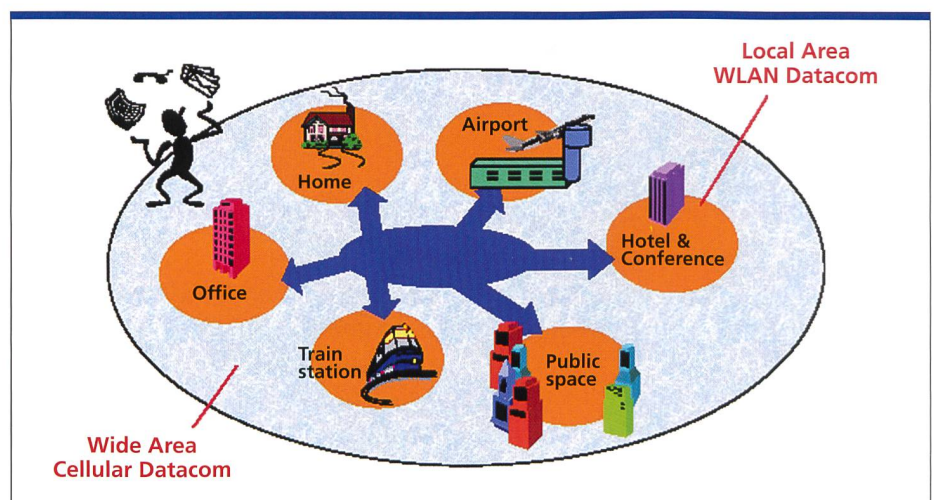 Local Area
WLAN Datacom
Airport
Home
Hotel &
Conference
Office
Train
station
Public
space
Wide Area
Cellular Datacom